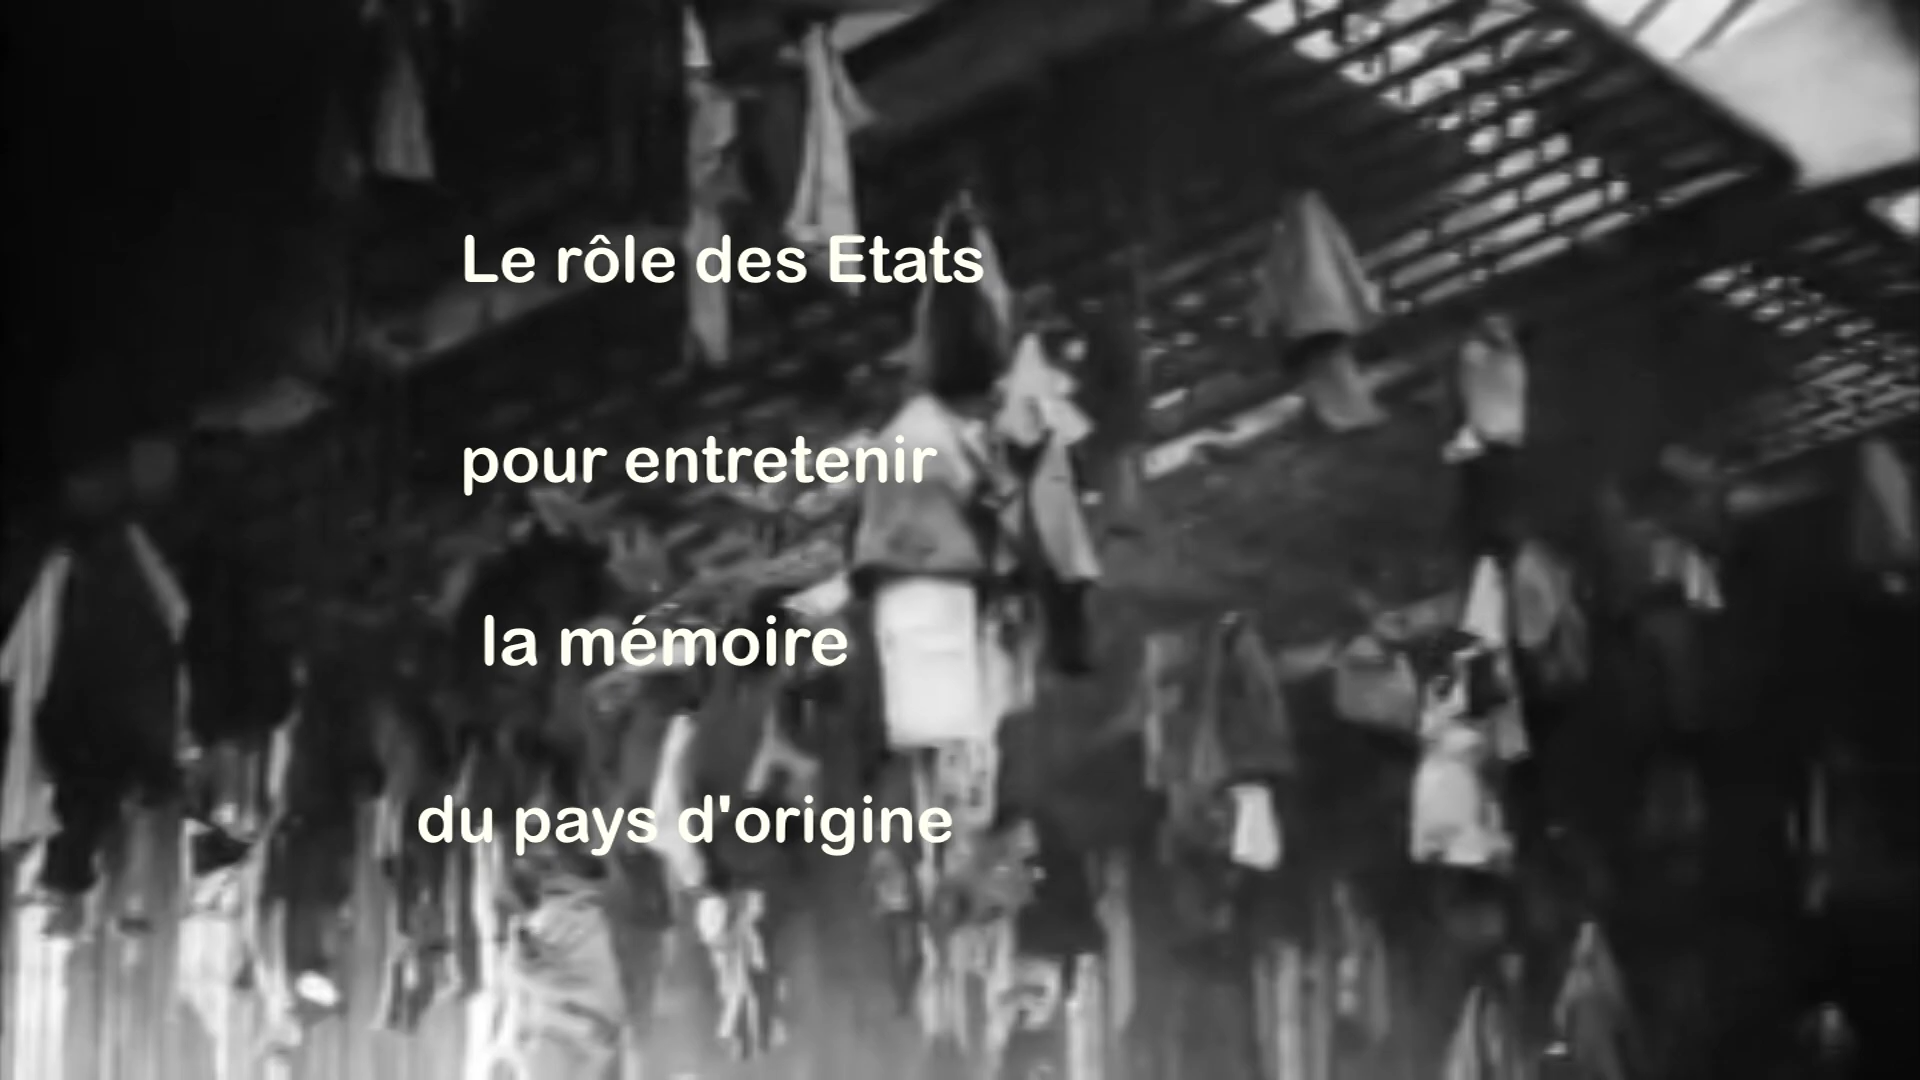 Le rôle des Etats
pour entretenir
la mémoire
du pays d'origine